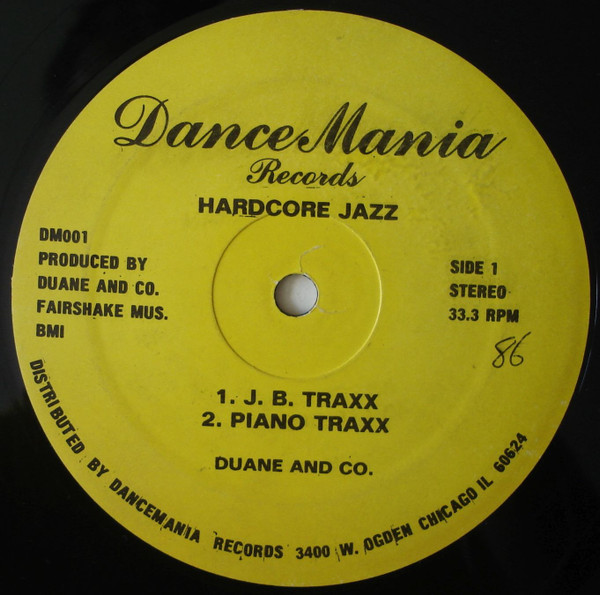 DanceMania
Records
HARDCORE JAZZ
DM001
PRODUCED BY
DUANE AND CO.
FAIRSHAKE MUS.
BMI
SIDE 1
STEREO
33.3 RPM
86
1. J. B. TRAXX
2. PIANO TRAXX
DUANE AND CO.
DISTRIBUTED BY DANCEMANIA RECORDS 3400 W. OGDEN CHICAGO IL 60624